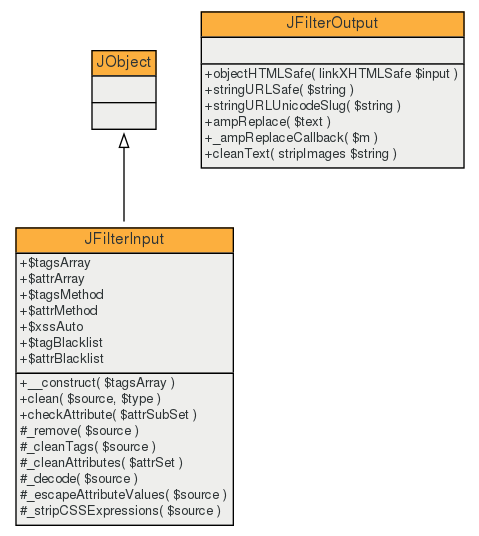 JFilterOutput
+objectHTMLSafe( linkXHTMLSafe $input )
+stringURLSafe( $string )
+stringURLUnicodeSlug( $string )
+ampReplace( $text )
+_ampReplaceCallback( $m )
+cleanText( stripImages $string )
JObject
JFilterInput
+$tagsArray
+$attrArray
+$tagsMethod
+$attrMethod
+$xssAuto
+$tagBlacklist
+$attrBlacklist
+__construct( $tagsArray )
+clean( $source, $type )
+checkAttribute( $attrSubSet )
#_remove( $source )
#_cleanTags( $source )
#_cleanAttributes( $attrSet )
#_decode( $source )
#_escapeAttributeValues( $source )
#_stripCSSExpressions( $source )